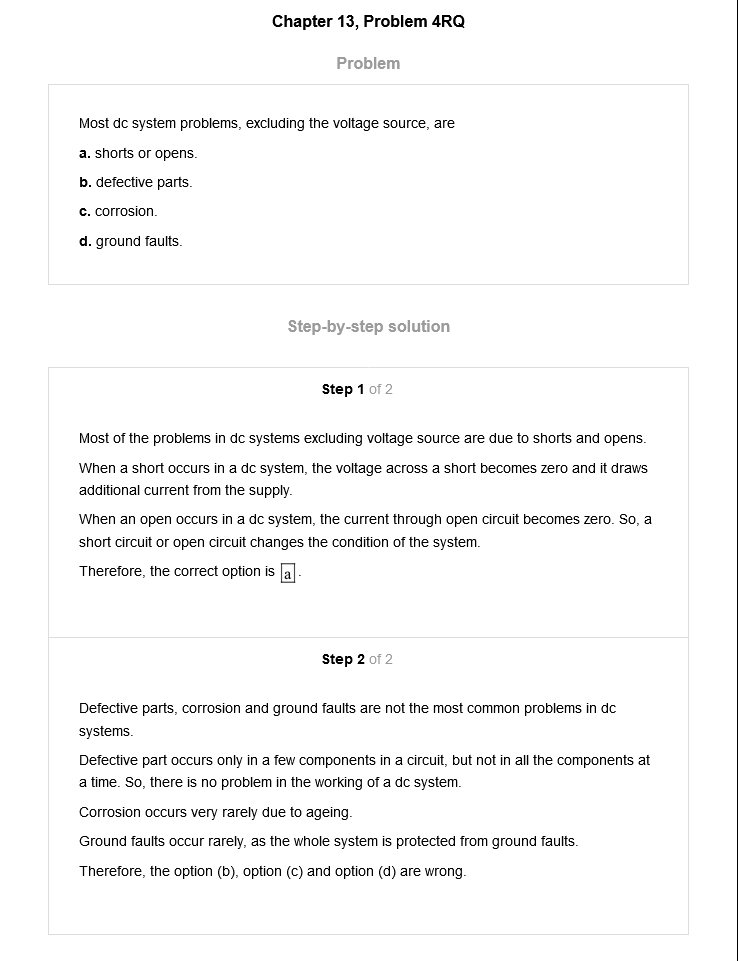 Chapter 13, Problem 4RQ
Problem
Most dc system problems, excluding the voltage source, are
a. shorts or opens.
b. defective parts.
c. corrosion.
d. ground faults.
Step-by-step solution
Step 1 of 2
Most of the problems in dc systems excluding voltage source are due to shorts and opens.
When a short occurs in a dc system, the voltage across a short becomes zero and it draws
additional current from the supply.
When an open occurs in a dc system, the current through open circuit becomes zero. So, a
short circuit or open circuit changes the condition of the system.
Therefore, the correct option is a.
Step 2 of 2
Defective parts, corrosion and ground faults are not the most common problems in dc
systems.
Defective part occurs only in a few components in a circuit, but not in all the components at
a time. So, there is no problem in the working of a dc system.
Corrosion occurs very rarely due to ageing.
Ground faults occur rarely, as the whole system is protected from ground faults.
Therefore, the option (b), option (c) and option (d) are wrong.